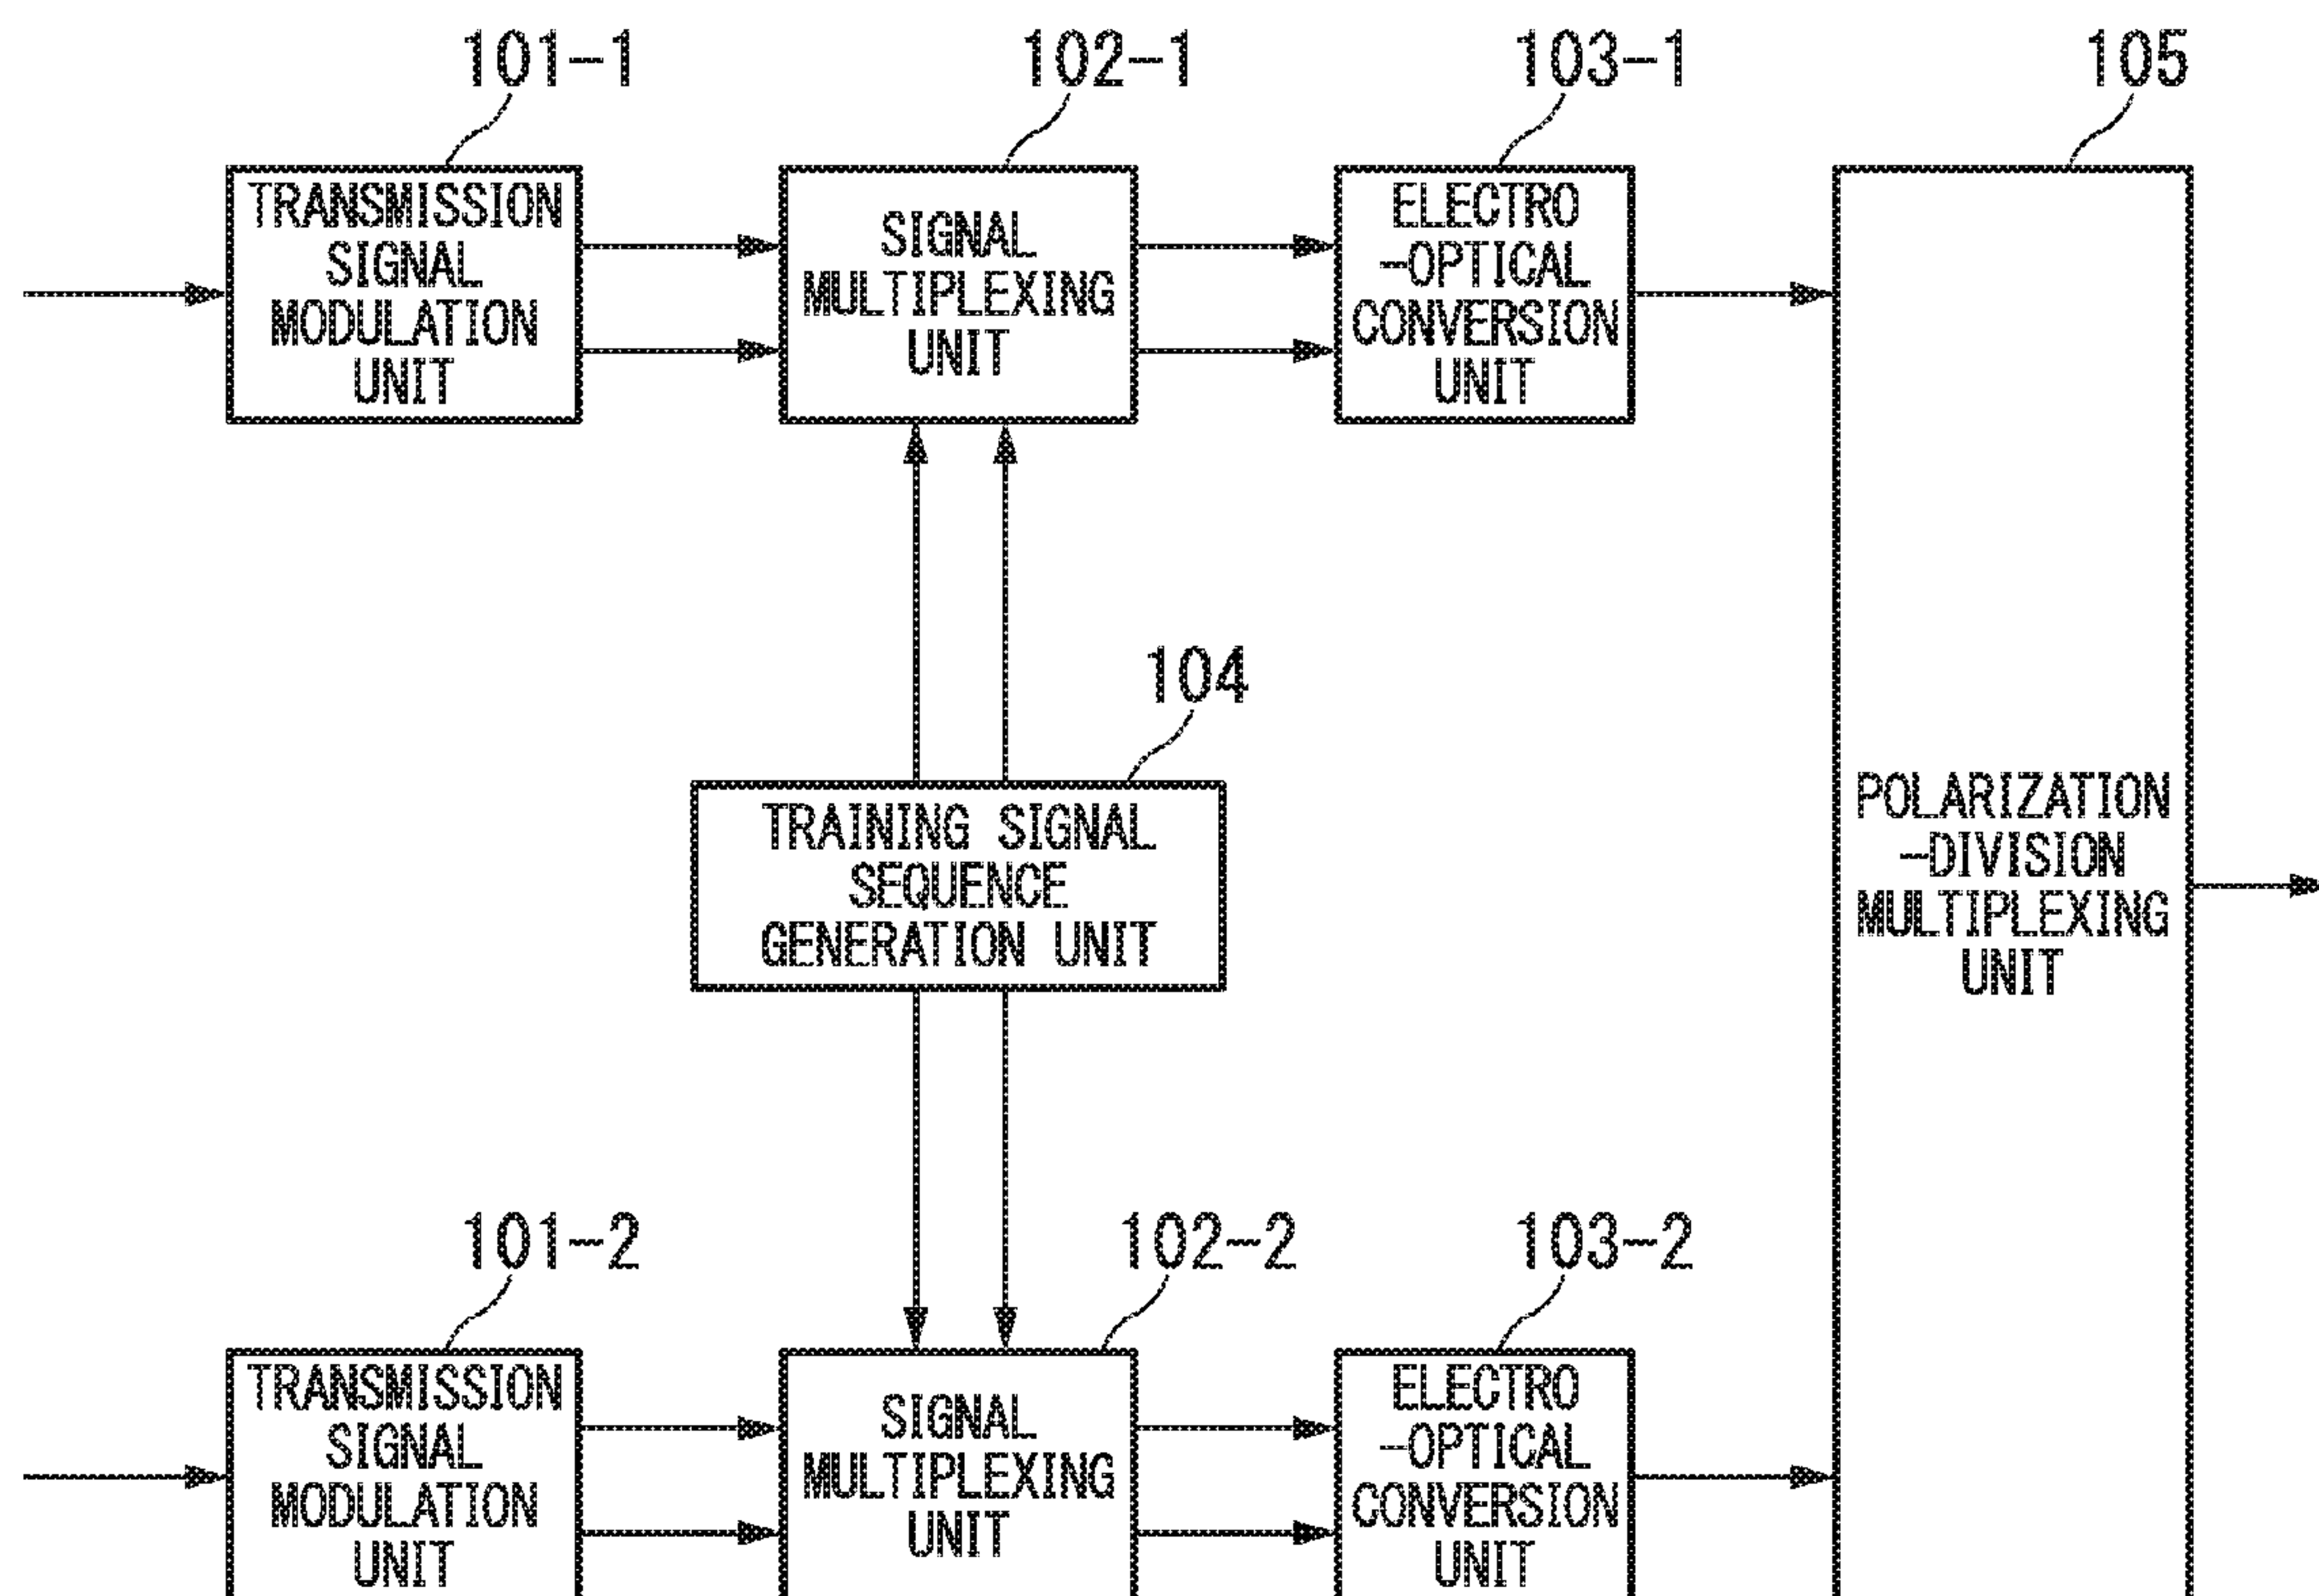 101-1
102-1
103-1
105
TRANSMISSION
SIGNAL
MODULATION
UNIT
SIGNAL
MULTIPLEXING
UNIT
ELECTRO
-OPTICAL
CONVERSION
UNIT
104
TRAINING SIGNAL
SEQUENCE
GENERATION UNIT
POLARIZATION
-DIVISION
MULTIPLEXING
UNIT
101-2
102-2
103-2
TRANSMISSION
SIGNAL
MODULATION
UNIT
SIGNAL
MULTIPLEXING
UNIT
ELECTRO
-OPTICAL
CONVERSION
UNIT